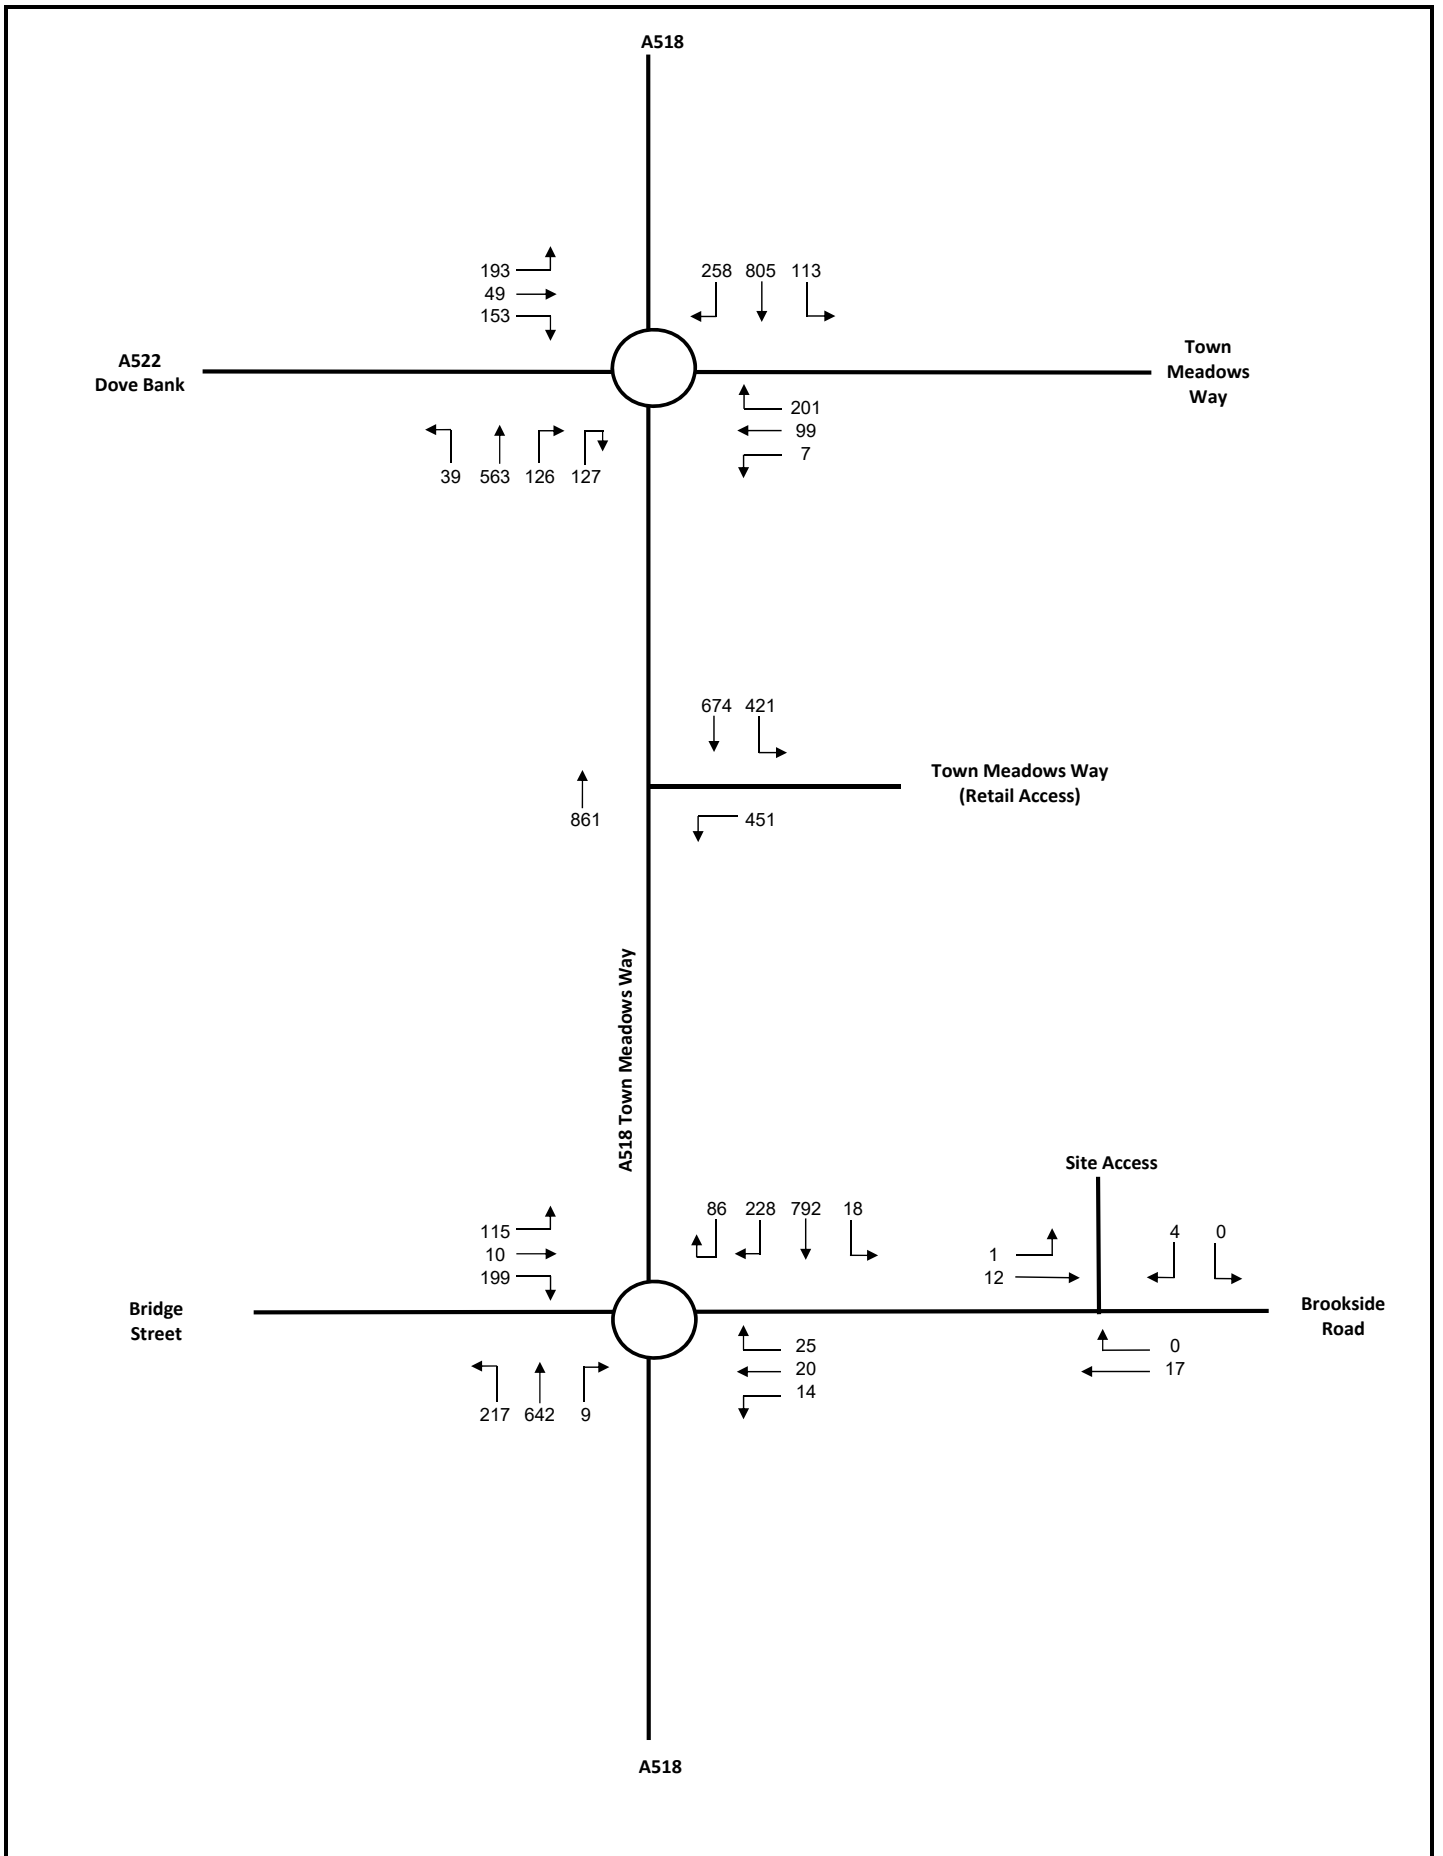 A518
193
49
153
258 805 113
A522
Dove Bank
Town
Meadows
Way
201
99
7
39 563 126 127
674 421
Town Meadows Way
(Retail Access)
861
451
A518 Town Meadows Way
Site Access
115
10
199
86 228 792 18
1
12
4 0
Bridge
Street
Brookside
Road
25
20
14
0
17
217 642 9
A518